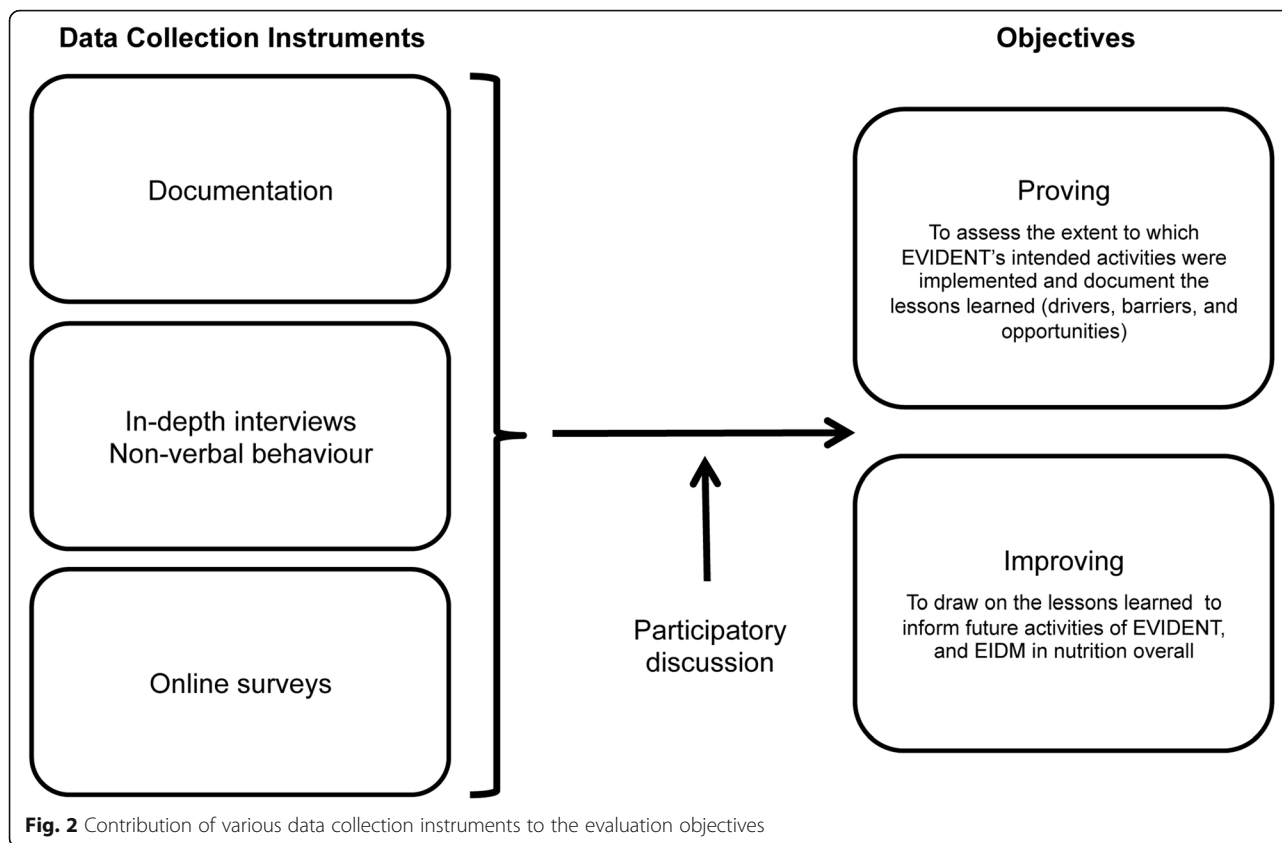 Data Collection Instruments
Documentation
In-depth interviews
Non-verbal behaviour
Online surveys
Participatory
discussion
Objectives
Proving
To assess the extent to which
EVIDENT's intended activities were
implemented and document the
lessons learned (drivers, barriers, and
opportunities)
Improving
To draw on the lessons learned to
inform future activities of EVIDENT,
and EIDM in nutrition overall
Fig. 2 Contribution of various data collection instruments to the evaluation objectives